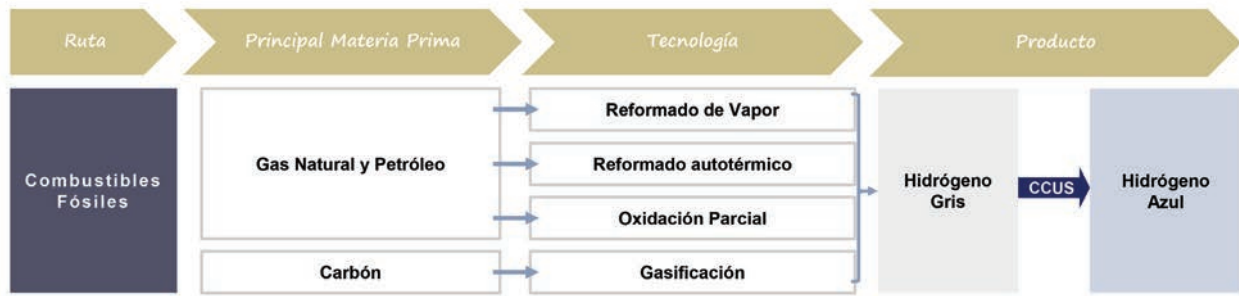 Ruta
Principal Materia Prima
Tecnología
Producto
Combustibles
Fósiles
Gas Natural y Petróleo
Carbón
Reformado de Vapor
Reformado autotérmico
Oxidación Parcial
Gasificación
Hidrógeno
Gris
CCUS
Hidrógeno
Azul